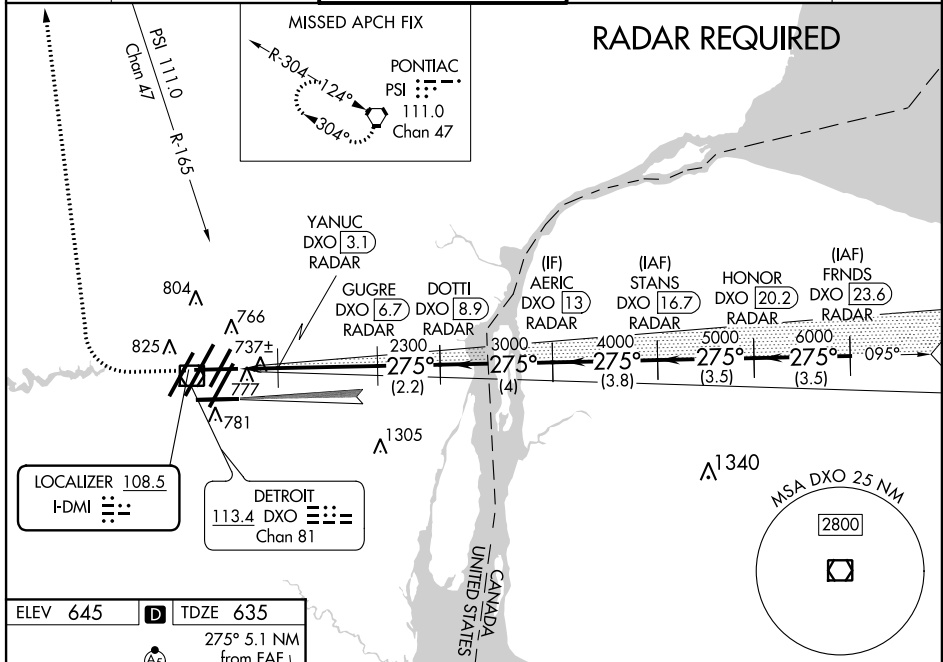 MISSED APCH FIX
R-304
124°
304°
PONTIAC
PSI
111.0
Chan 47
RADAR REQUIRED
PSI 111.0
Chan 47
R-165
YANUC
DXO 3.1
RADAR
GUGRE
DXO 6.7
RADAR
DOTTI
DXO 8.9
RADAR
(IF)
AERIC
DXO 13
RADAR
(IAF)
STANS
DXO 16.7
RADAR
HONOR
DXO 20.2
RADAR
(IAF)
FRNDS
DXO 23.6
RADAR
804
766
825
737±
777
781
2300
275°
(2.2)
3000
275°
(4)
4000
275°
(3.8)
5000
275°
(3.5)
6000
275°
(3.5)
095°
1305
1340
LOCALIZER 108.5
I-DMI
DETROIT
113.4 DXO
Chan 81
CANADA
UNITED STATES
MSA DXO 25 NM
2800
ELEV 645
D
TDZE 635
275° 5.1 NM
from FAF
A5